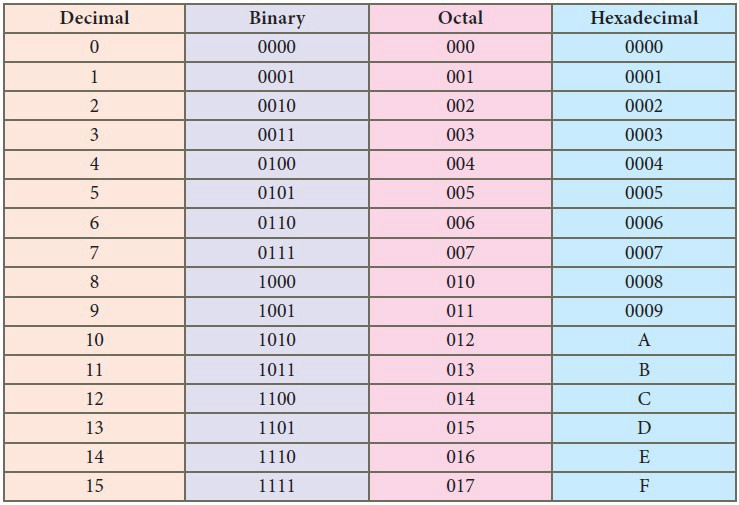 Decimal Binary Octal Hexadecimal
0 0000 000 0000
1 0001 001 0001
2 0010 002 0002
3 0011 003 0003
4 0100 004 0004
5 0101 005 0005
6 0110 006 0006
7 0111 007 0007
8 1000 010 0008
9 1001 011 0009
10 1010 012 A
11 1011 013 B
12 1100 014 C
13 1101 015 D
14 1110 016 E
15 1111 017 F